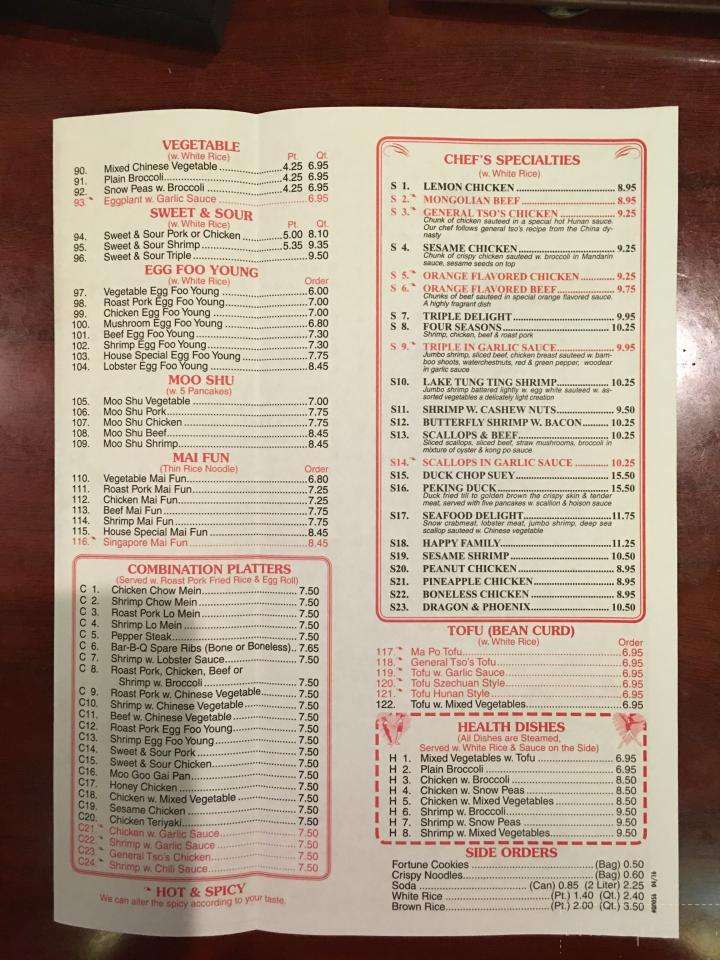 VEGETABLE
(w. White Rice) Pt. Qt.
90. Mixed Chinese Vegetable 4.25 6.95
91. Plain Broccoli 4.25 6.95
92. Snow Peas w. Broccoli 4.25 6.95
93. Eggplant w. Garlic Sauce 6.95
SWEET & SOUR
(w. White Rice) Pt. Qt.
94. Sweet & Sour Pork or Chicken 5.00 8.10
95. Sweet & Sour Shrimp 5.35 9.35
96. Sweet & Sour Triple 9.50
EGG FOO YOUNG
(w. White Rice) Order
97. Vegetable Egg Foo Young 6.00
98. Roast Pork Egg Foo Young 7.00
99. Chicken Egg Foo Young 7.00
100. Mushroom Egg Foo Young 6.80
101. Beef Egg Foo Young 7.30
102. Shrimp Egg Foo Young 7.30
103. House Special Egg Foo Young 7.75
104. Lobster Egg Foo Young 8.45
MOO SHU
(w. 5 Pancakes)
105. Moo Shu Vegetable 7.00
106. Moo Shu Pork 7.75
107. Moo Shu Chicken 7.75
108. Moo Shu Beef 8.45
109. Moo Shu Shrimp 8.45
MAI FUN
(Thin Rice Noodle) Order
110. Vegetable Mai Fun 6.80
111. Roast Pork Mai Fun 7.25
112. Chicken Mai Fun 7.25
113. Beef Mai Fun 7.75
114. Shrimp Mai Fun 7.75
115. House Special Mai Fun 8.45
116. Singapore Mai Fun 8.45
COMBINATION PLATTERS
(Served w. Roast Pork Fried Rice & Egg Roll)
C 1. Chicken Chow Mein 7.50
C 2. Shrimp Chow Mein 7.50
C 3. Roast Pork Lo Mein 7.50
C 4. Shrimp Lo Mein 7.50
C 5. Pepper Steak 7.50
C 6. Bar-B-Q Spare Ribs (Bone or Boneless) 7.65
C 7. Shrimp w. Lobster Sauce 7.50
C 8. Roast Pork, Chicken, Beef or
Shrimp w. Broccoli 7.50
C 9. Roast Pork w. Chinese Vegetable 7.50
C10. Shrimp w. Chinese Vegetable 7.50
C11. Beef w. Chinese Vegetable 7.50
C12. Roast Pork Egg Foo Young 7.50
C13. Shrimp Egg Foo Young 7.50
C14. Sweet & Sour Pork 7.50
C15. Sweet & Sour Chicken 7.50
C16. Moo Goo Gai Pan 7.50
C17. Honey Chicken 7.50
C18. Chicken w. Mixed Vegetable 7.50
C19. Sesame Chicken 7.50
C20. Chicken Teriyaki 7.50
C21. Chicken w. Garlic Sauce 7.50
C22. Shrimp w. Garlic Sauce 7.50
C23. General Tso's Chicken 7.50
C24. Shrimp w. Chili Sauce 7.50
HOT & SPICY
We can alter the spicy according to your taste.
CHEF'S SPECIALTIES
(w. White Rice)
S 1. LEMON CHICKEN 8.95
S 2. MONGOLIAN BEEF 8.95
S 3. GENERAL TSO'S CHICKEN 9.25
Chunk of chicken sauteed in a special hot Hunan sauce.
Our chef follows general tso's recipe from the China dy-
nasty
S 4. SESAME CHICKEN 9.25
Chunk of crispy chicken sauteed w. broccoli in Mandarin
sauce, sesame seeds on top
S 5. ORANGE FLAVORED CHICKEN 9.25
S 6. ORANGE FLAVORED BEEF 9.75
Chunks of beef sauteed in special orange flavored sauce.
A highly fragrant dish
S 7. TRIPLE DELIGHT 9.95
S 8. FOUR SEASONS 10.25
Shrimp, chicken, beef & roast pork
S 9. TRIPLE IN GARLIC SAUCE 9.95
Jumbo shrimp, sliced beef, chicken breast sauteed w. bam-
boo shoots, waterchestnuts, red & green pepper, woodear
in garlic sauce
S10. LAKE TUNG TING SHRIMP 10.25
Jumbo shrimp battered lightly w. egg white sauteed w. as-
sorted vegetables a delicately light creation
S11. SHRIMP W. CASHEW NUTS 9.50
S12. BUTTERFLY SHRIMP W. BACON 10.25
S13. SCALLOPS & BEEF 10.25
Sliced scallops, sliced beef, straw mushrooms, broccoli in
mixture of oyster & kong po sauce
S14. SCALLOPS IN GARLIC SAUCE 10.25
S15. DUCK CHOP SUEY 15.50
S16. PEKING DUCK 15.50
Duck fried till to golden brown the crispy skin & tender
meat, served with five pancakes w. scallion & hoison sauce
S17. SEAFOOD DELIGHT 11.75
Snow crabmeat, lobster meat, jumbo shrimp, deep sea
scallop sauteed w. Chinese vegetable
S18. HAPPY FAMILY 11.25
S19. SESAME SHRIMP 10.50
S20. PEANUT CHICKEN 8.95
S21. PINEAPPLE CHICKEN 8.95
S22. BONELESS CHICKEN 8.95
S23. DRAGON & PHOENIX 10.50
TOFU (BEAN CURD)
(w. White Rice) Order
117. Ma Po Tofu 6.95
118. General Tso's Tofu 6.95
119. Tofu w. Garlic Sauce 6.95
120. Tofu Szechuan Style 6.95
121. Tofu Hunan Style 6.95
122. Tofu w. Mixed Vegetables 6.95
HEALTH DISHES
(All Dishes are Steamed,
Served w. White Rice & Sauce on the Side)
H 1. Mixed Vegetables w. Tofu 6.95
H 2. Plain Broccoli 6.95
H 3. Chicken w. Broccoli 8.50
H 4. Chicken w. Snow Peas 8.50
H 5. Chicken w. Mixed Vegetables 8.50
H 6. Shrimp w. Broccoli 9.50
H 7. Shrimp w. Snow Peas 9.50
H 8. Shrimp w. Mixed Vegetables 9.50
SIDE ORDERS
Fortune Cookies (Bag) 0.50
Crispy Noodles (Bag) 0.60
Soda (Can) 0.85 (2 Liter) 2.25
White Rice (Pt.) 1.40 (Qt.) 2.40
Brown Rice (Pt.) 2.00 (Qt.) 3.50